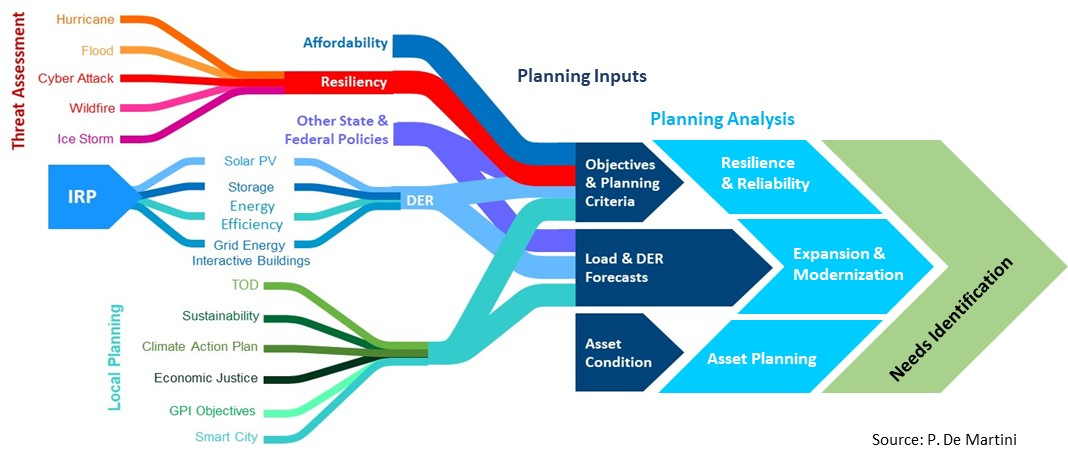 Threat Assessment
Hurricane
Flood
Cyber Attack
Wildfire
Ice Storm
Affordability
Resiliency
Other State &
Federal Policies
IRP
Solar PV
Storage
Energy
Efficiency
Grid Energy
Interactive Buildings
DER
Local Planning
TOD
Sustainability
Climate Action Plan
Economic Justice
GPI Objectives
Smart City
Planning Inputs
Objectives
& Planning
Criteria
Load & DER
Forecasts
Asset
Condition
Planning Analysis
Resilience
& Reliability
Expansion &
Modernization
Asset Planning
Needs Identification
Source: P. De Martini